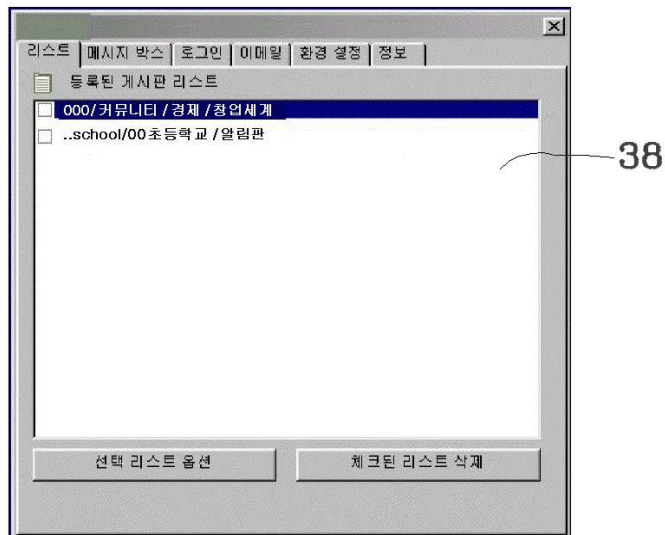 리스트 메시지 박스 로그인 이메일 환경 설정 정보
등록된 게시판 리스트
000/커뮤니티 /경제 /창업세계
..school/00초등학교 /알림판
38
선택 리스트 옵션 체크된 리스트 삭제